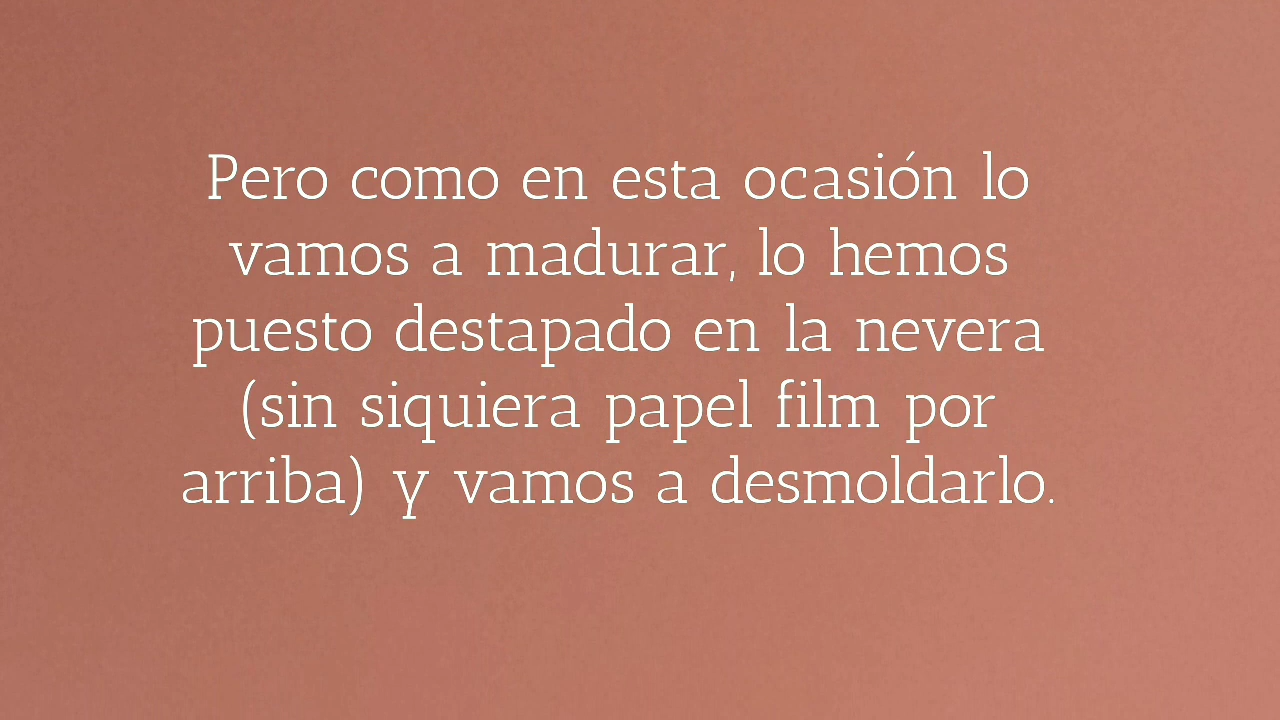 Pero como en esta ocasión lo
vamos a madurar, lo hemos
puesto destapado en la nevera
(sin siquiera papel film por
arriba) y vamos a desmoldarlo.